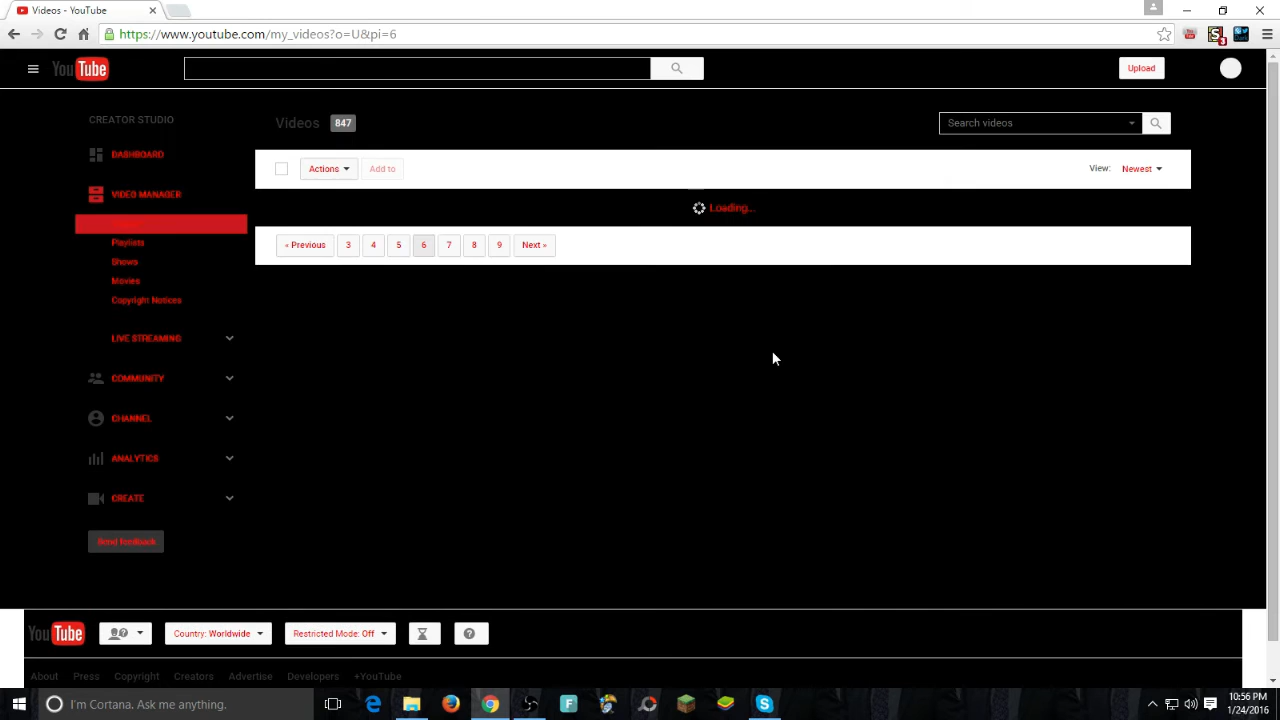 Videos - YouTube
https://www.youtube.com/my_videos?o=U&pi=6
3
YouTube
Upload
CREATOR STUDIO
Videos 847
Search videos
DASHBOARD
Actions Add to
View: Newest
VIDEO MANAGER
Loading...
Playlists
« Previous 3 4 5 6 7 8 9 Next »
Shows
Movies
Copyright Notices
LIVE STREAMING
COMMUNITY
CHANNEL
ANALYTICS
CREATE
Send feedback
YouTube
Country: Worldwide
Restricted Mode: Off
About Press Copyright Creators Advertise Developers +YouTube
I'm Cortana. Ask me anything.
10:56 PM
1/24/2016